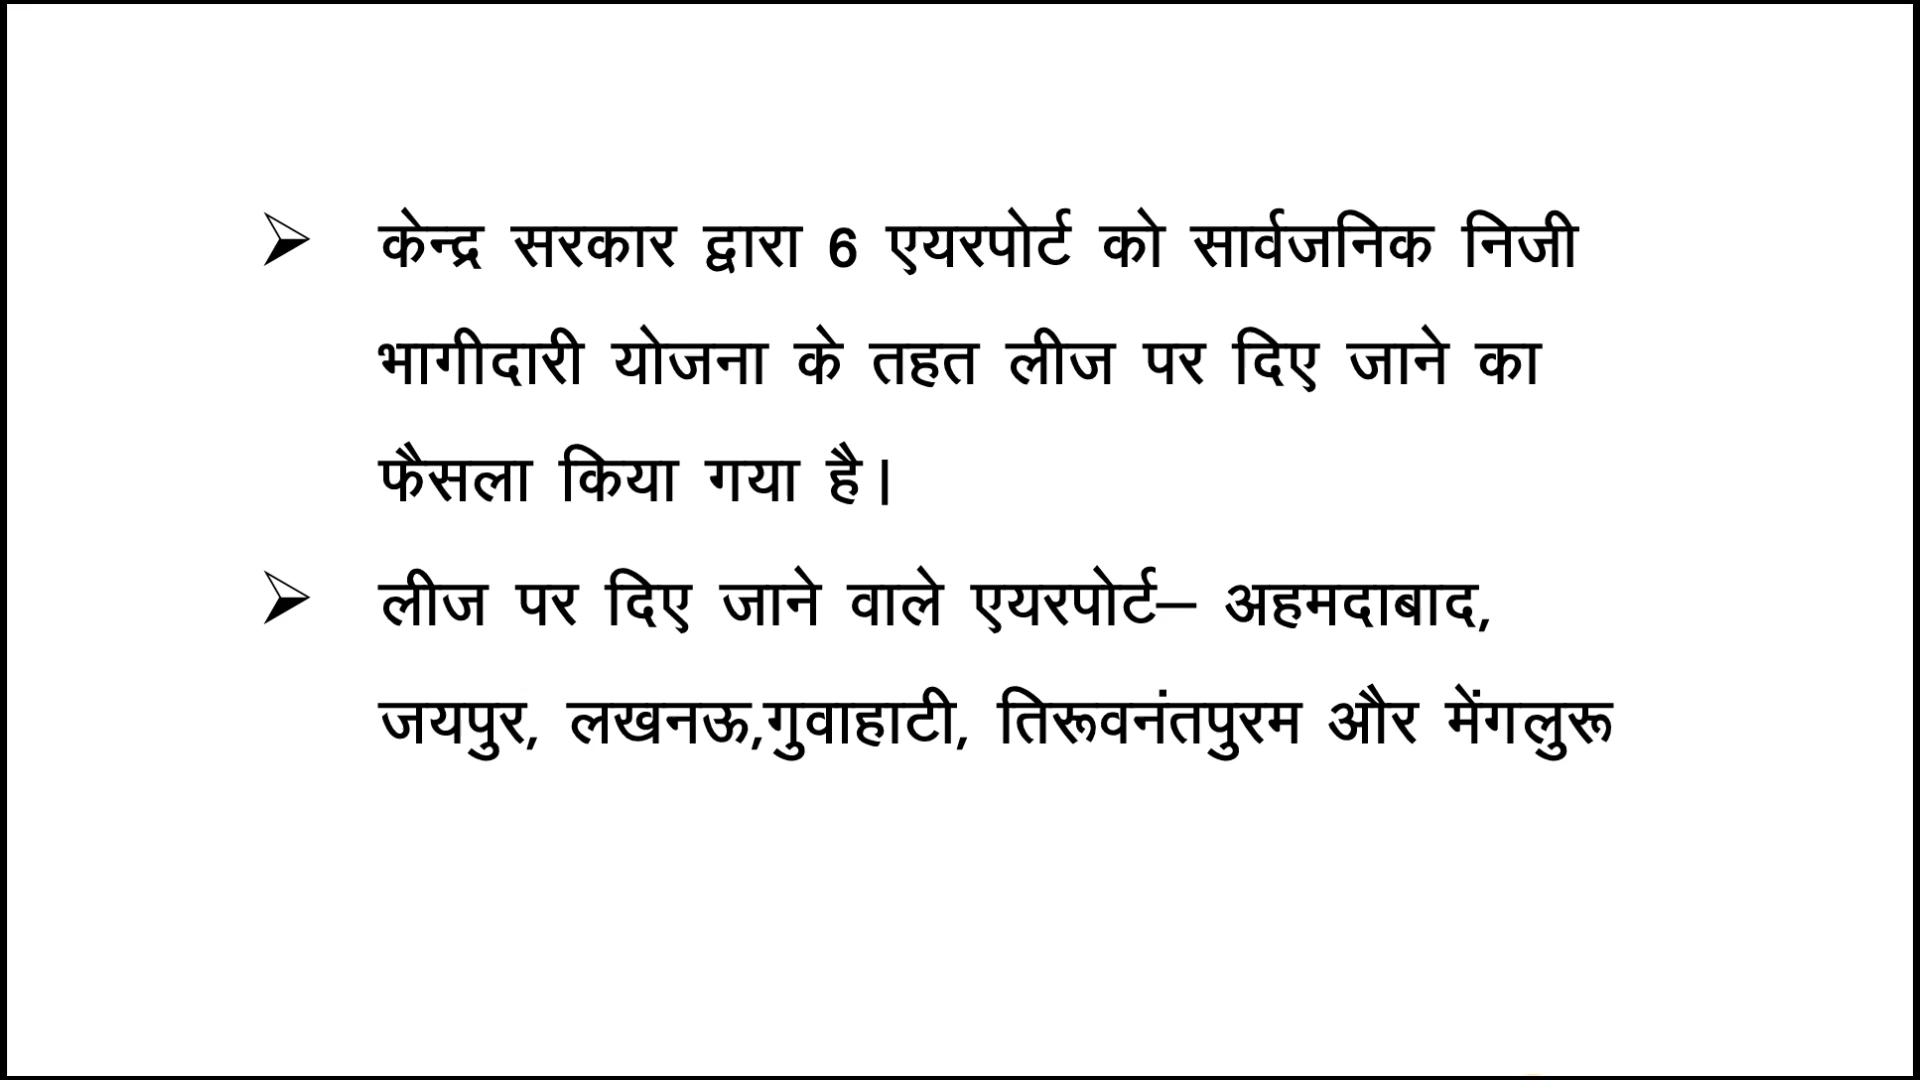 ➢ केन्द्र सरकार द्वारा 6 एयरपोर्ट को सार्वजनिक निजी
भागीदारी योजना के तहत लीज पर दिए जाने का
फैसला किया गया है।
➢ लीज पर दिए जाने वाले एयरपोर्ट– अहमदाबाद,
जयपुर, लखनऊ,गुवाहाटी, तिरूवनंतपुरम और मेंगलुरू